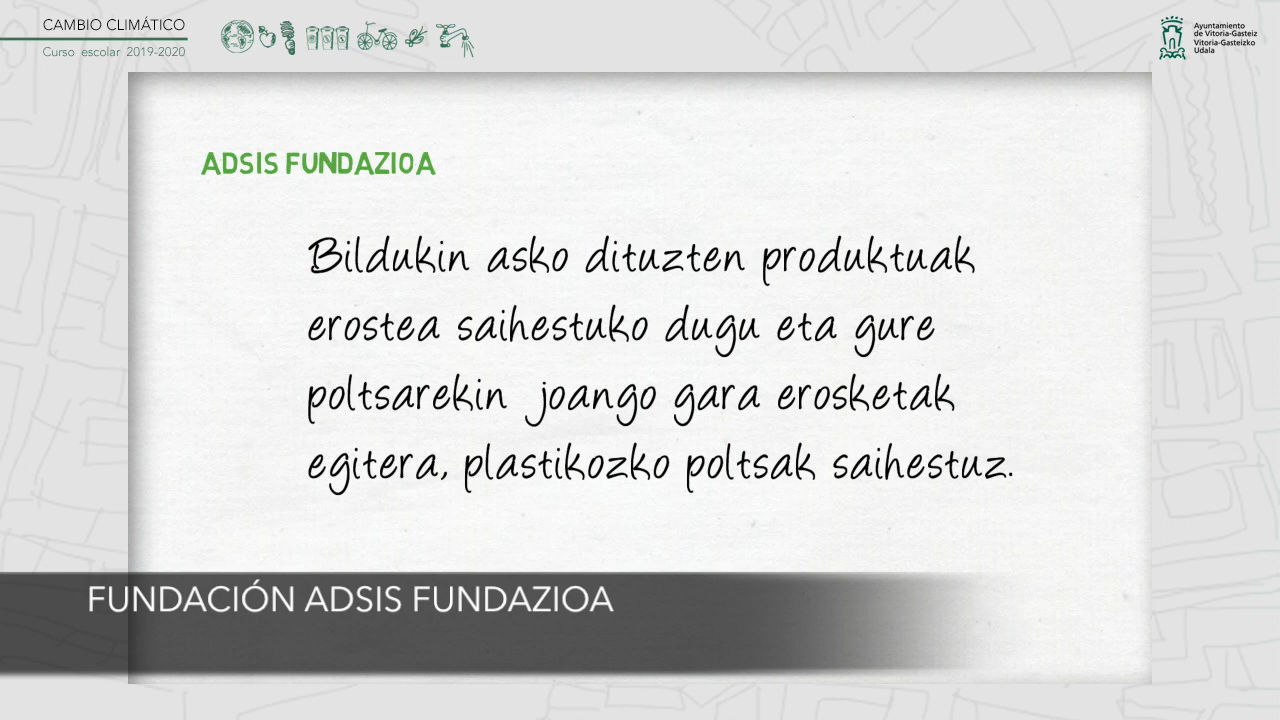 CAMBIO CLIMÁTICO
Curso escolar 2019-2020
Ayuntamiento
de Vitoria-Gasteiz
Vitoria-Gasteizko
Udala
ADSIS FUNDAZIOA
Bildukin asko dituzten produktuak
erostea saihestuko dugu eta gure
poltsarekin joango gara erosketak
egitera, plastikozko poltsak saihestuz.
FUNDACIÓN ADSIS FUNDAZIOA